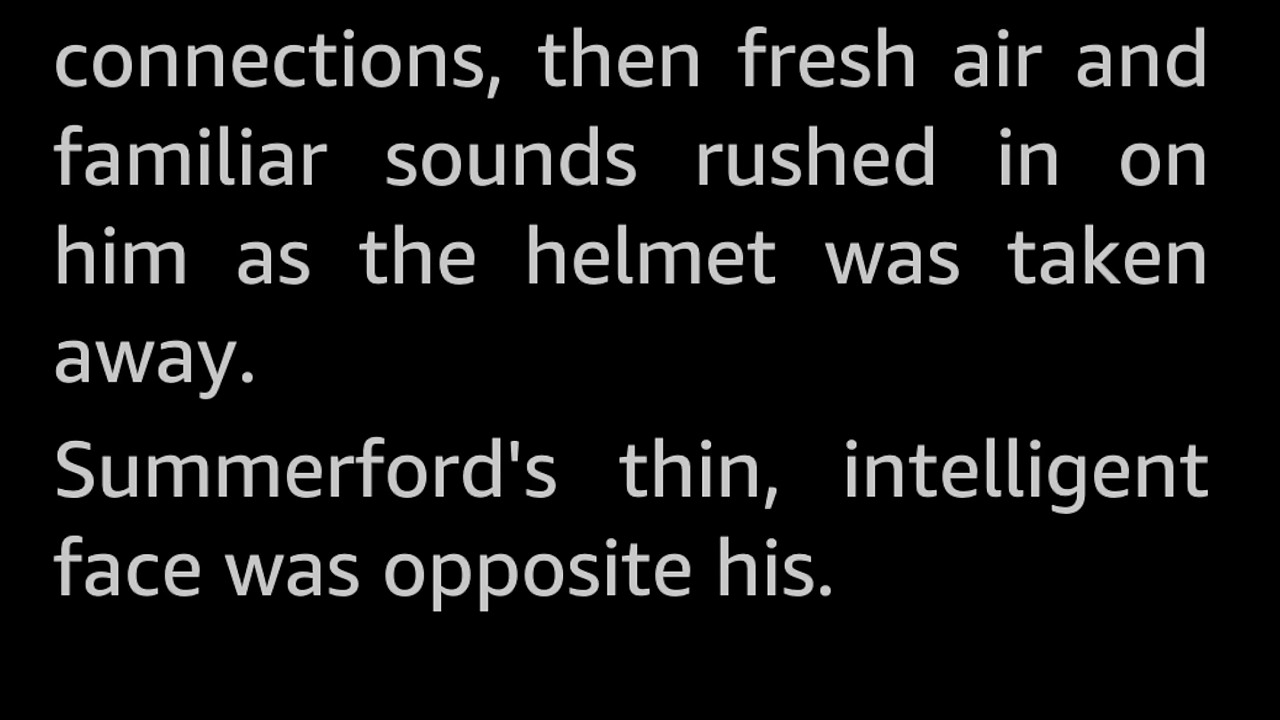 connections, then fresh air and
familiar sounds rushed in on
him as the helmet was taken
away.
Summerford's thin, intelligent
face was opposite his.